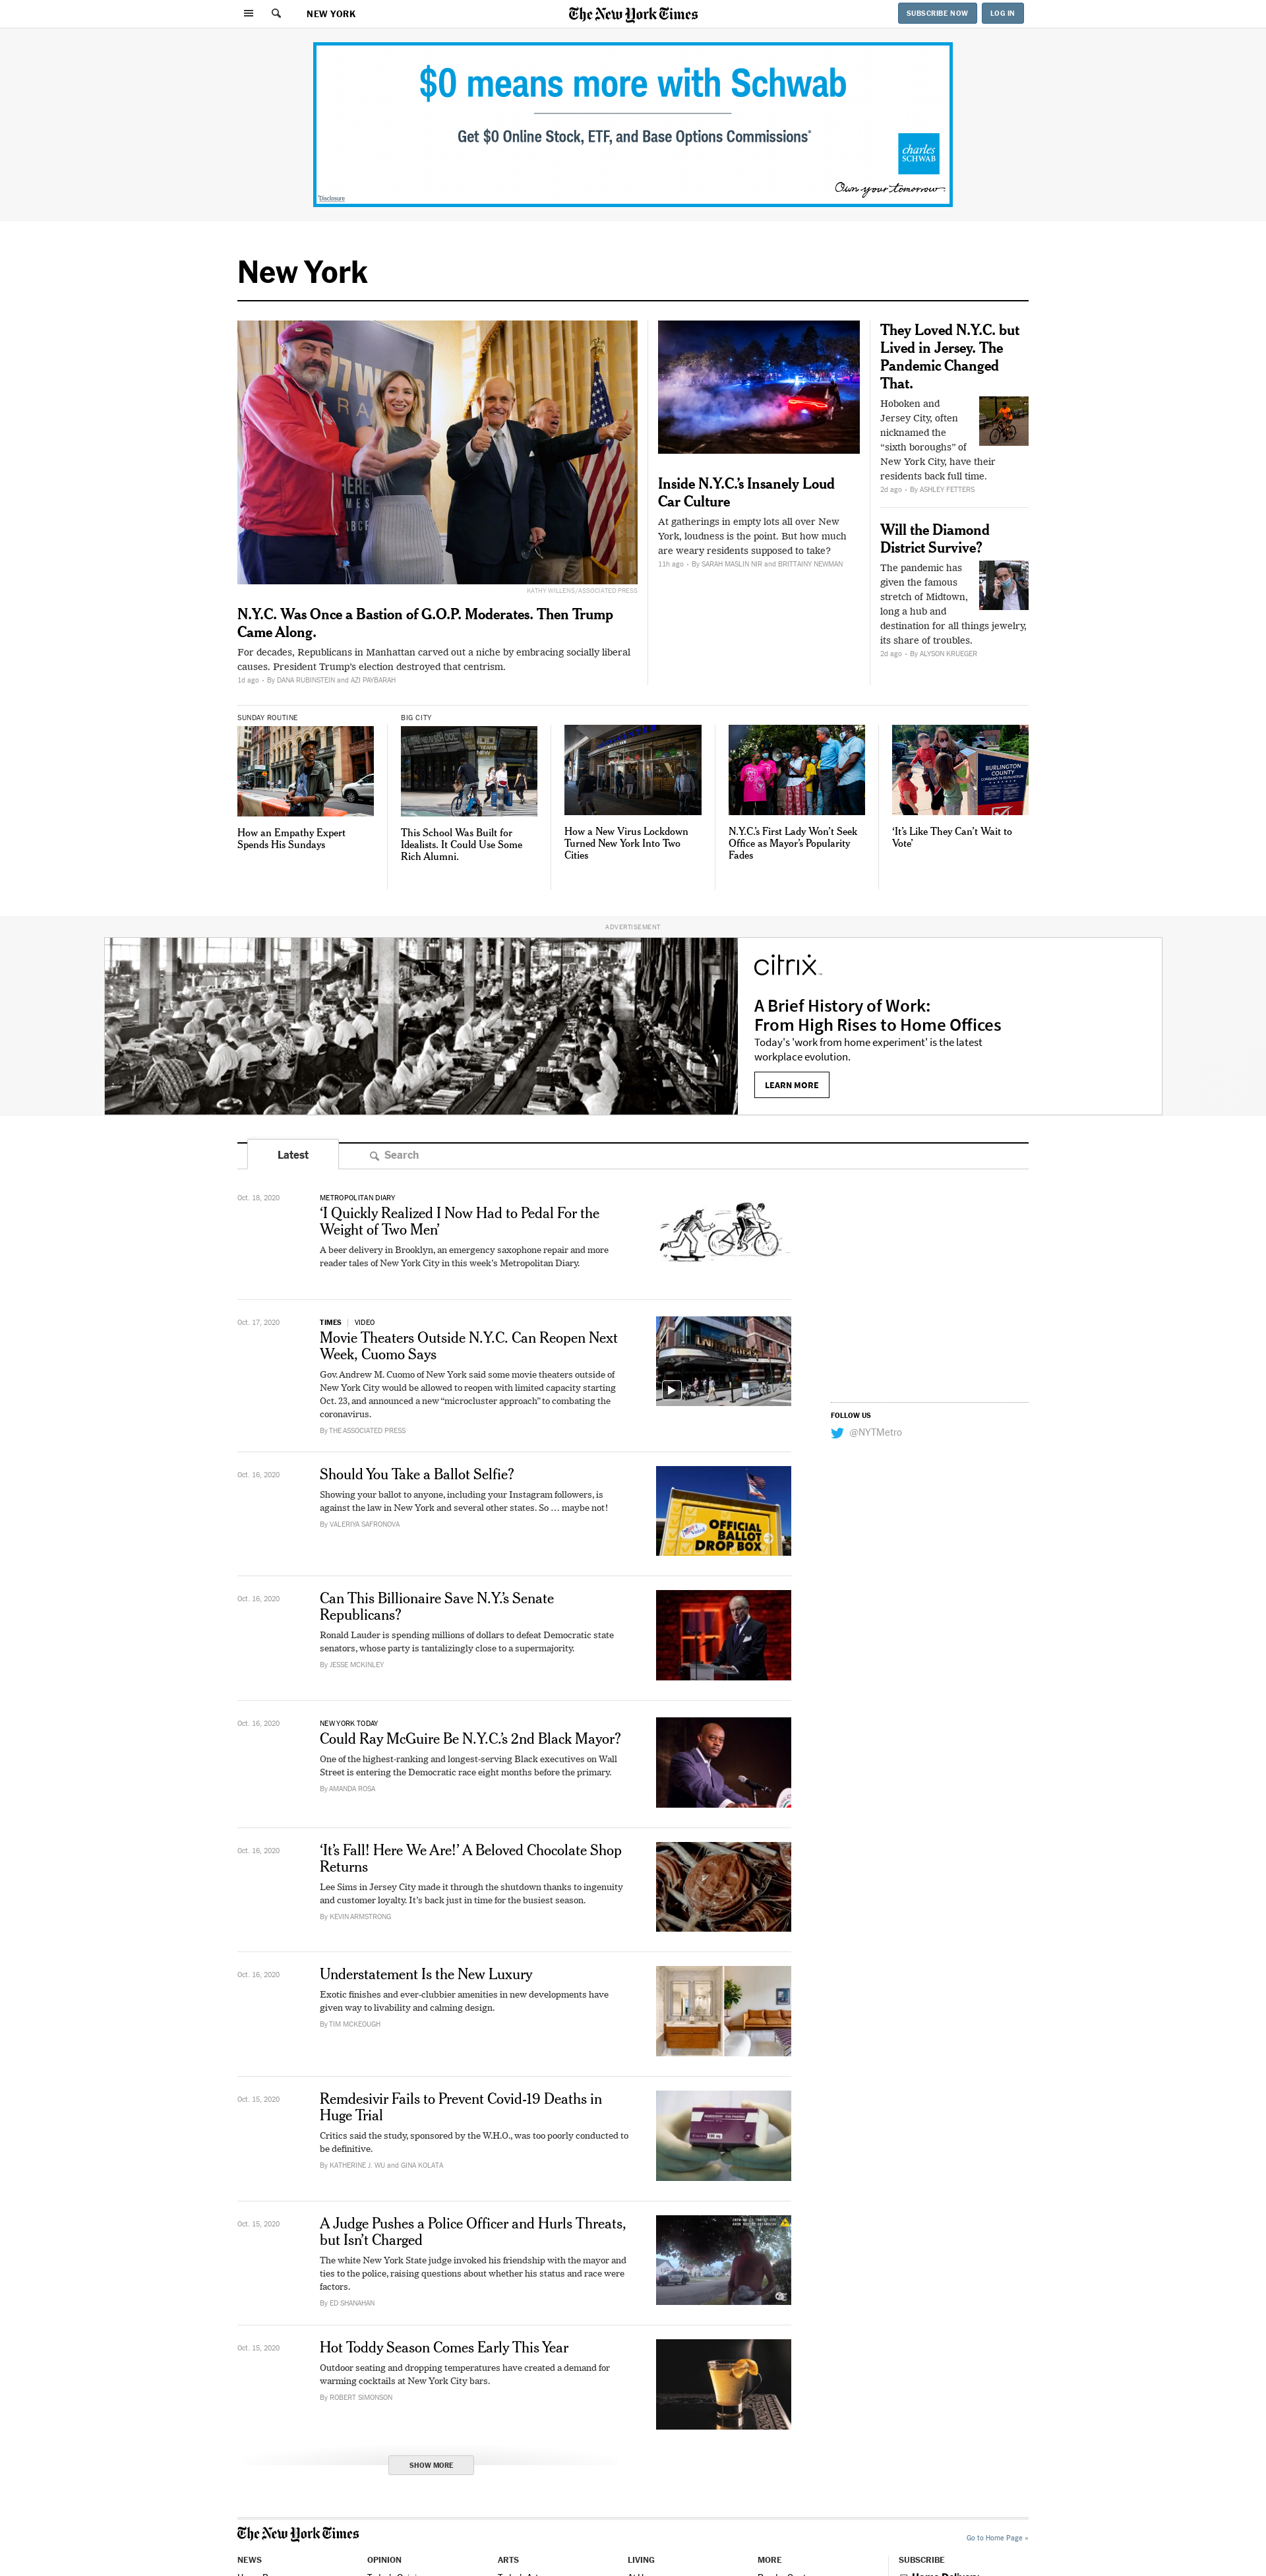 NEW YORK
The New York Times
SUBSCRIBE NOW
LOG IN
$0 means more with Schwab
Get $0 Online Stock, ETF, and Base Options Commissions*
charles
SCHWAB
Own your tomorrow.
*Disclosure
New York
KATHY WILLENS/ASSOCIATED PRESS
N.Y.C. Was Once a Bastion of G.O.P. Moderates. Then Trump
Came Along.
For decades, Republicans in Manhattan carved out a niche by embracing socially liberal
causes. President Trump's election destroyed that centrism.
1d ago • By DANA RUBINSTEIN and AZI PAYBARAH
Inside N.Y.C.'s Insanely Loud
Car Culture
At gatherings in empty lots all over New
York, loudness is the point. But how much
are weary residents supposed to take?
11h ago • By SARAH MASLIN NIR and BRITTAINY NEWMAN
They Loved N.Y.C. but
Lived in Jersey. The
Pandemic Changed
That.
Hoboken and
Jersey City, often
nicknamed the
“sixth boroughs” of
New York City, have their
residents back full time.
2d ago • By ASHLEY FETTERS
Will the Diamond
District Survive?
The pandemic has
given the famous
stretch of Midtown,
long a hub and
destination for all things jewelry,
its share of troubles.
2d ago • By ALYSON KRUEGER
SUNDAY ROUTINE
How an Empathy Expert
Spends His Sundays
BIG CITY
This School Was Built for
Idealists. It Could Use Some
Rich Alumni.
How a New Virus Lockdown
Turned New York Into Two
Cities
N.Y.C.'s First Lady Won't Seek
Office as Mayor's Popularity
Fades
BURLINGTON
COUNTY
‘It's Like They Can't Wait to
Vote’
ADVERTISEMENT
citrix
A Brief History of Work:
From High Rises to Home Offices
Today's 'work from home experiment' is the latest
workplace evolution.
LEARN MORE
Latest
Search
Oct. 18, 2020
METROPOLITAN DIARY
‘I Quickly Realized I Now Had to Pedal For the
Weight of Two Men’
A beer delivery in Brooklyn, an emergency saxophone repair and more
reader tales of New York City in this week's Metropolitan Diary.
Oct. 17, 2020
TIMES | VIDEO
Movie Theaters Outside N.Y.C. Can Reopen Next
Week, Cuomo Says
Gov. Andrew M. Cuomo of New York said some movie theaters outside of
New York City would be allowed to reopen with limited capacity starting
Oct. 23, and announced a new “microcluster approach” to combating the
coronavirus.
By THE ASSOCIATED PRESS
FOLLOW US
@NYTMetro
Oct. 16, 2020
Should You Take a Ballot Selfie?
Showing your ballot to anyone, including your Instagram followers, is
against the law in New York and several other states. So … maybe not!
By VALERIYA SAFRONOVA
OFFICIAL
BALLOT
DROP BOX
Oct. 16, 2020
Can This Billionaire Save N.Y.'s Senate
Republicans?
Ronald Lauder is spending millions of dollars to defeat Democratic state
senators, whose party is tantalizingly close to a supermajority.
By JESSE MCKINLEY
Oct. 16, 2020
NEW YORK TODAY
Could Ray McGuire Be N.Y.C.'s 2nd Black Mayor?
One of the highest-ranking and longest-serving Black executives on Wall
Street is entering the Democratic race eight months before the primary.
By AMANDA ROSA
Oct. 16, 2020
‘It's Fall! Here We Are!’ A Beloved Chocolate Shop
Returns
Lee Sims in Jersey City made it through the shutdown thanks to ingenuity
and customer loyalty. It's back just in time for the busiest season.
By KEVIN ARMSTRONG
Oct. 16, 2020
Understatement Is the New Luxury
Exotic finishes and ever-clubbier amenities in new developments have
given way to livability and calming design.
By TIM MCKEOUGH
Oct. 15, 2020
Remdesivir Fails to Prevent Covid-19 Deaths in
Huge Trial
Critics said the study, sponsored by the W.H.O., was too poorly conducted to
be definitive.
By KATHERINE J. WU and GINA KOLATA
Oct. 15, 2020
A Judge Pushes a Police Officer and Hurls Threats,
but Isn't Charged
The white New York State judge invoked his friendship with the mayor and
ties to the police, raising questions about whether his status and race were
factors.
By ED SHANAHAN
Oct. 15, 2020
Hot Toddy Season Comes Early This Year
Outdoor seating and dropping temperatures have created a demand for
warming cocktails at New York City bars.
By ROBERT SIMONSON
SHOW MORE
The New York Times
Go to Home Page »
NEWS
OPINION
ARTS
LIVING
MORE
SUBSCRIBE